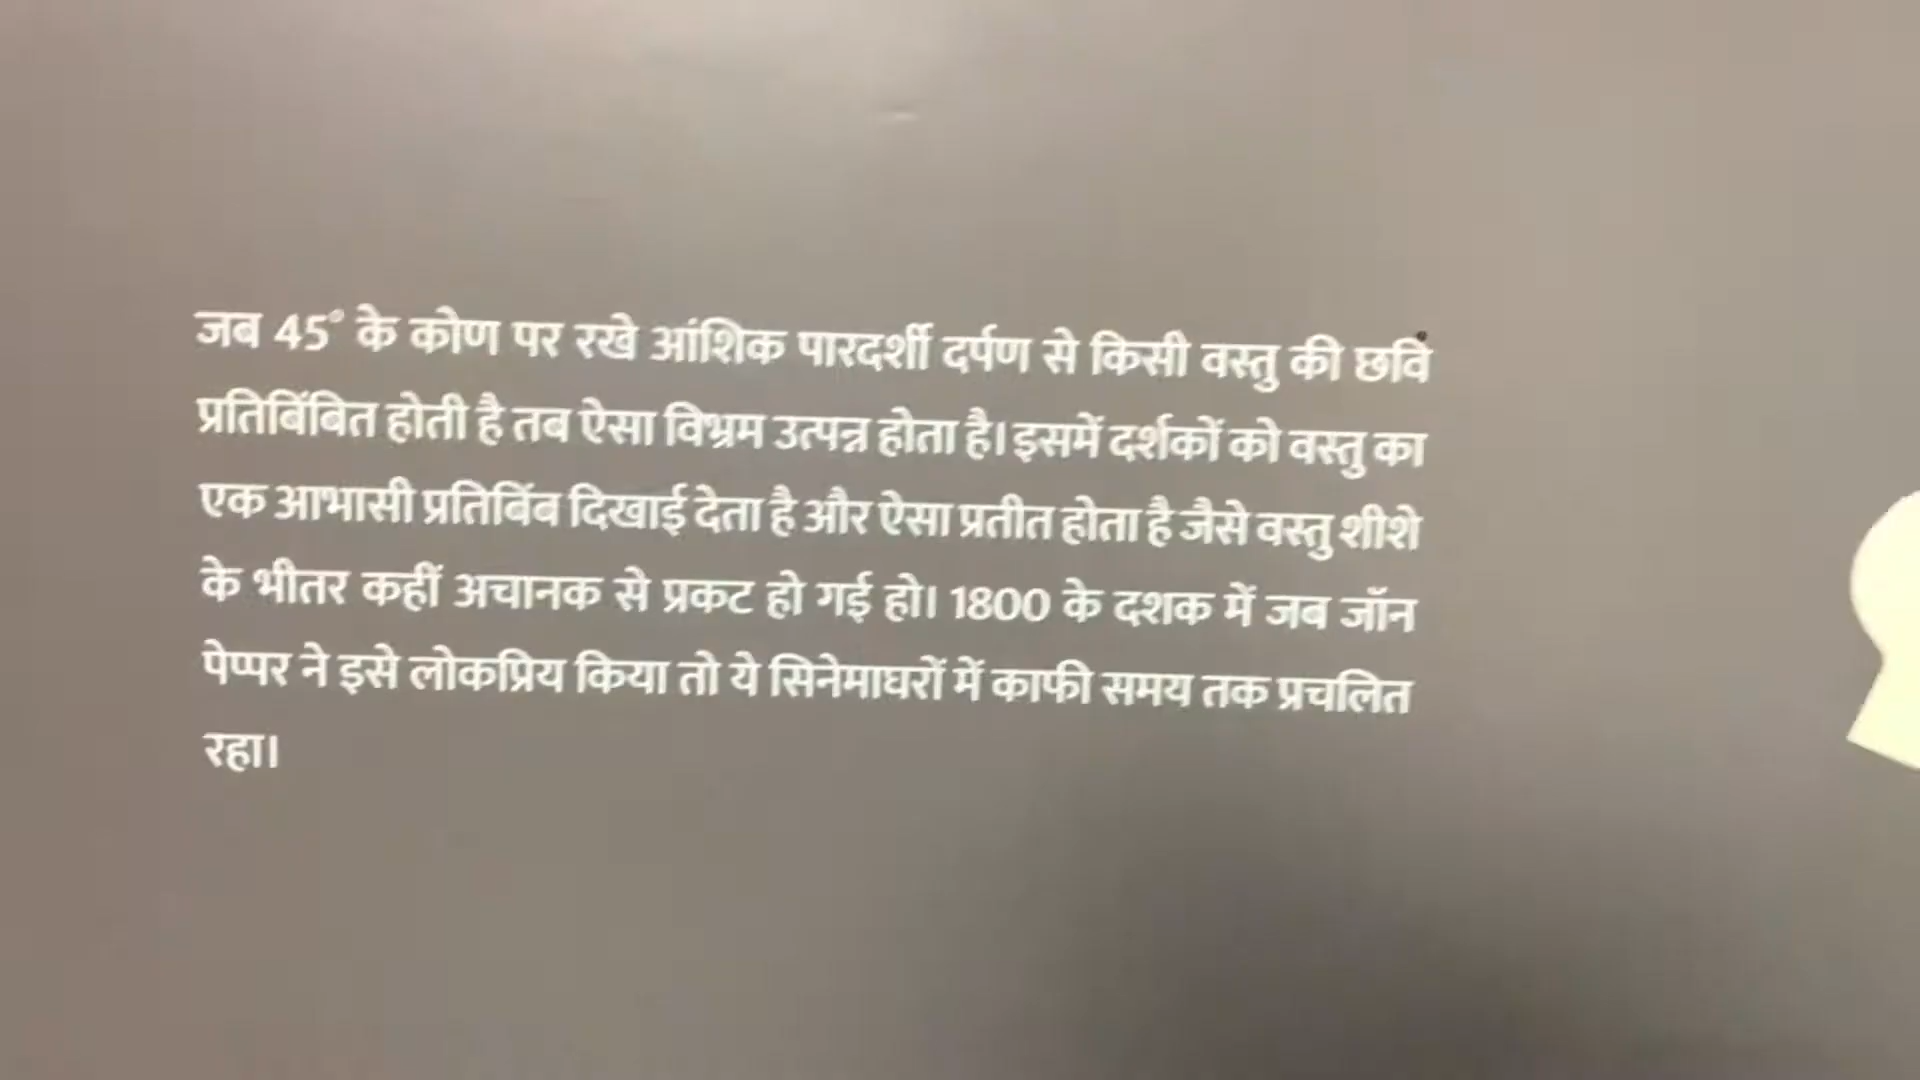 जब 45° के कोण पर रखे आंशिक पारदर्शी दर्पण से किसी वस्तु की छवि
प्रतिबिंबित होती है तब ऐसा विभ्रम उत्पन्न होता है। इसमें दर्शकों को वस्तु का
एक आभासी प्रतिबिंब दिखाई देता है और ऐसा प्रतीत होता है जैसे वस्तु शीशे
के भीतर कहीं अचानक से प्रकट हो गई हो। 1800 के दशक में जब जॉन
पेप्पर ने इसे लोकप्रिय किया तो ये सिनेमाघरों में काफी समय तक प्रचलित
रहा।